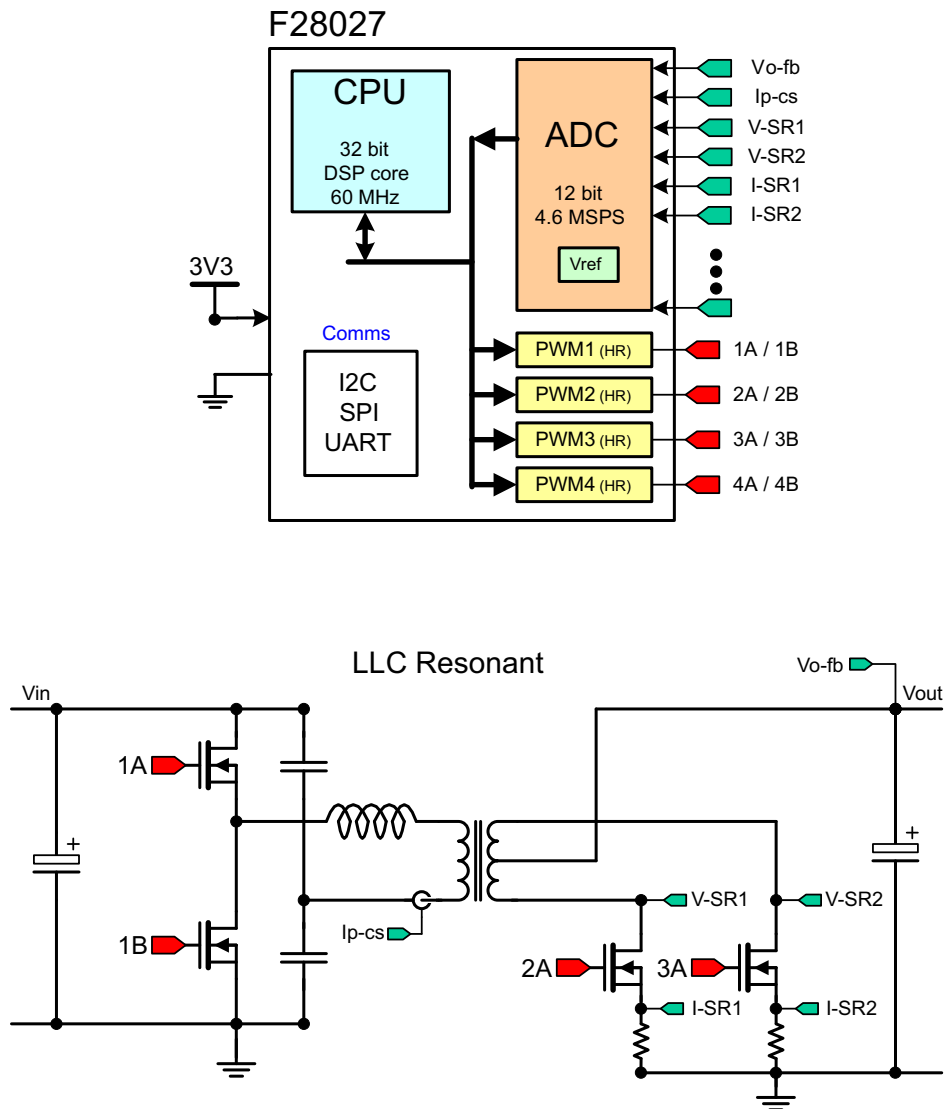 F28027
CPU
32 bit
DSP core
60 MHz
ADC
12 bit
4.6 MSPS
Vref
Vo-fb
Ip-cs
V-SR1
V-SR2
I-SR1
I-SR2
3V3
Comms
I2C
SPI
UART
PWM1 (HR)
1A / 1B
PWM2 (HR)
2A / 2B
PWM3 (HR)
3A / 3B
PWM4 (HR)
4A / 4B
LLC Resonant
Vo-fb
Vin
Vout
1A
+
+
V-SR1
V-SR2
Ip-cs
1B
2A
3A
I-SR1
I-SR2